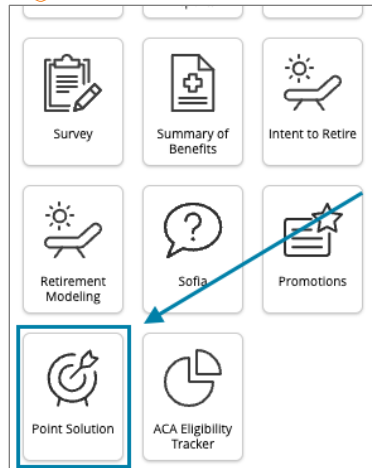 Survey
Summary of
Benefits
Intent to Retire
Retirement
Modeling
Sofia
Promotions
Point Solution
ACA Eligibility
Tracker